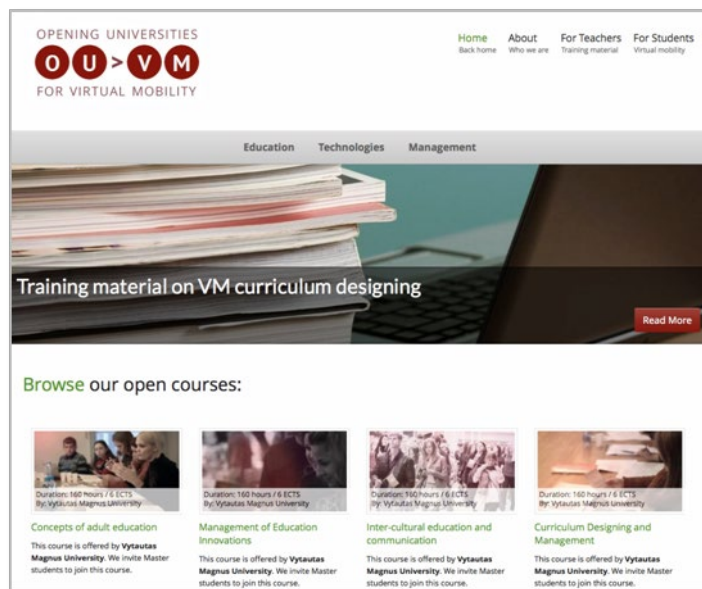 OPENING UNIVERSITIES
OU>VM
FOR VIRTUAL MOBILITY
Home About For Teachers For Students
Back home Who we are Training material Virtual mobility
Education Technologies Management
Training material on VM curriculum designing
Read More
Browse our open courses:
Duration: 160 hours / 6 ECTS
By: Vytautas Magnus University
Concepts of adult education
This course is offered by Vytautas
Magnus University. We invite Master
students to join this course.
Duration: 160 hours / 6 ECTS
By: Vytautas Magnus University
Management of Education
Innovations
This course is offered by Vytautas
Magnus University. We invite Master
students to join this course.
Duration: 160 hours / 6 ECTS
By: Vytautas Magnus University
Inter-cultural education and
communication
This course is offered by Vytautas
Magnus University. We invite Master
students to join this course.
Duration: 160 hours / 6 ECTS
By: Vytautas Magnus University
Curriculum Designing and
Management
This course is offered by Vytautas
Magnus University. We invite Master
students to join this course.